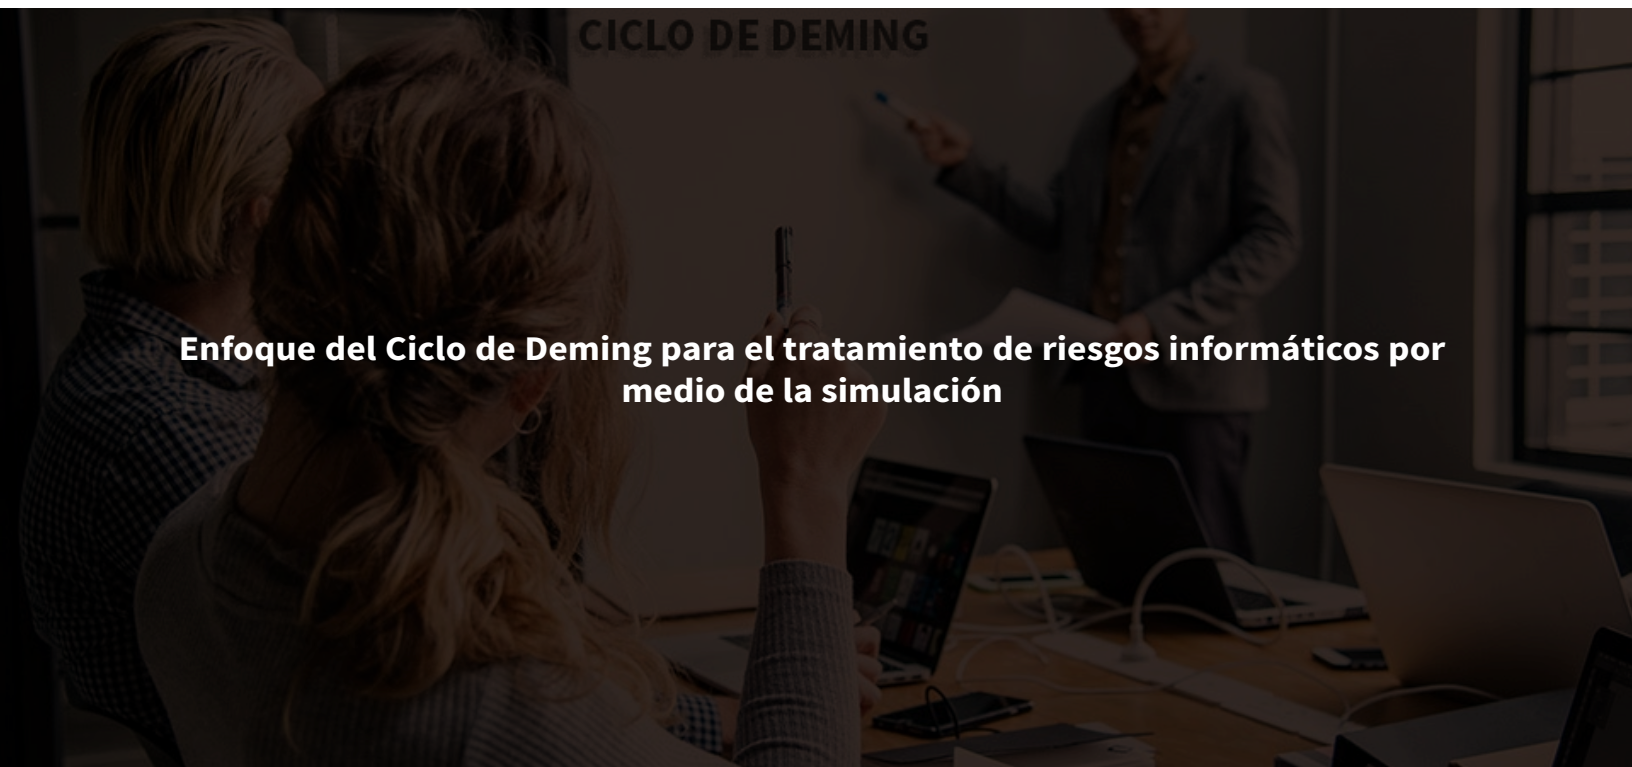 CICLO DE DEMING
Enfoque del Ciclo de Deming para el tratamiento de riesgos informáticos por
medio de la simulación